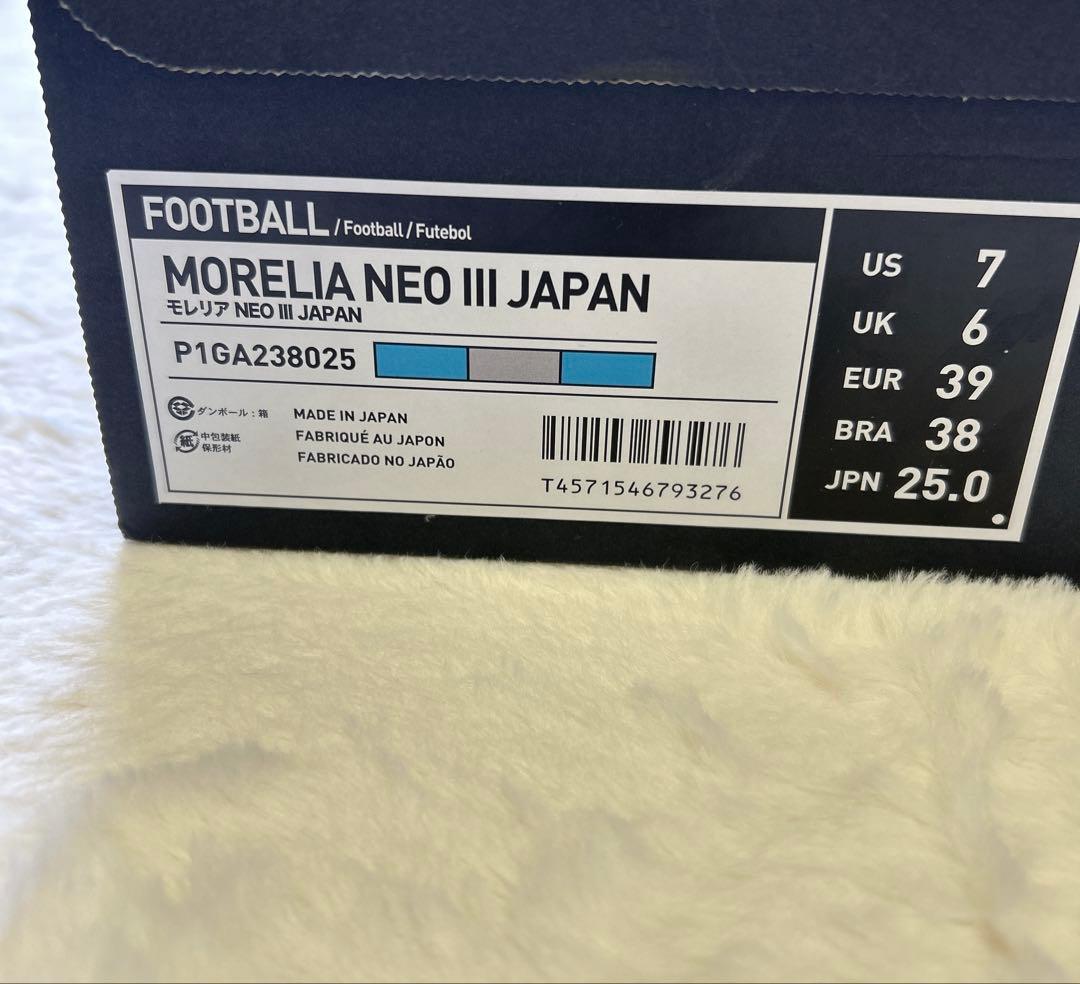 FOOTBALL / Football / Futebol
MORELIA NEO III JAPAN
モレリア NEO III JAPAN
P1GA238025
ダンボール：箱
紙 中包装紙
保形材
MADE IN JAPAN
FABRIQUÉ AU JAPON
FABRICADO NO JAPÃO
T4571546793276
US 7
UK 6
EUR 39
BRA 38
JPN 25.0